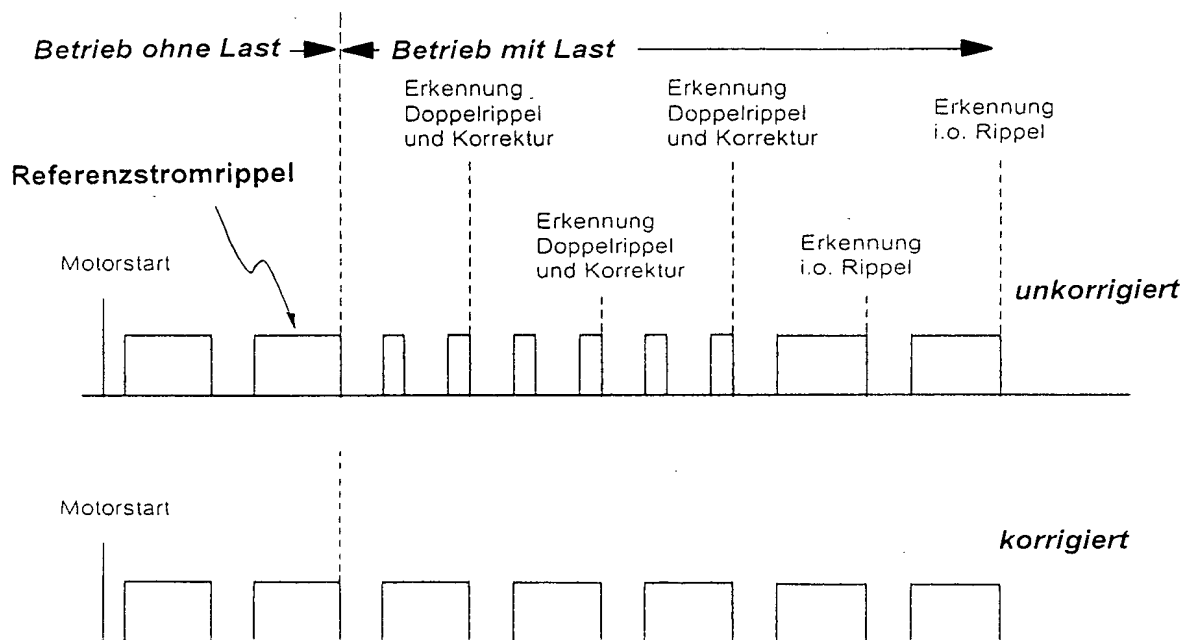 Betrieb ohne Last
Betrieb mit Last
Erkennung
Doppelrippel
und Korrektur
Erkennung
Doppelrippel
und Korrektur
Erkennung
i.o. Rippel
Referenzstromrippel
Erkennung
Doppelrippel
und Korrektur
Erkennung
i.o. Rippel
Motorstart
unkorrigiert
Motorstart
korrigiert